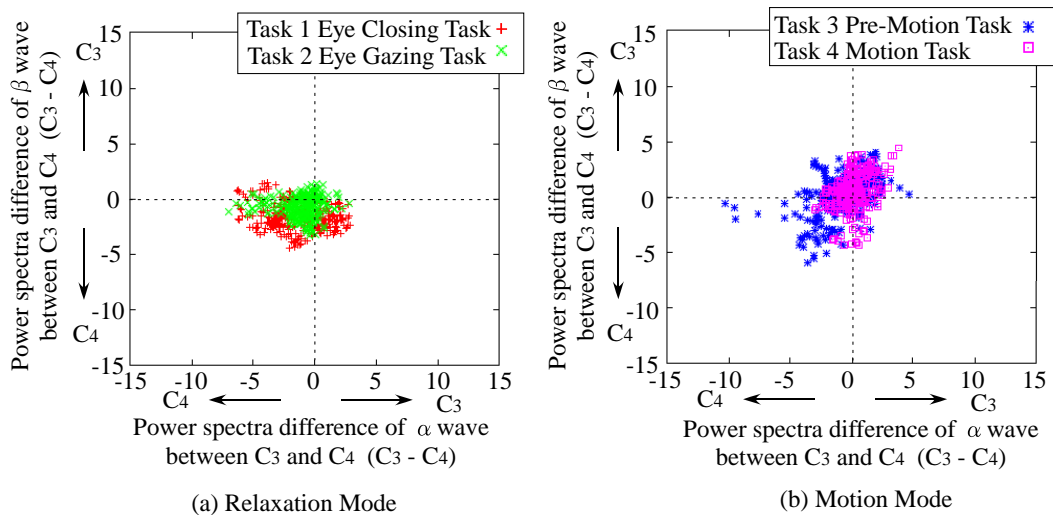 Task 1 Eye Closing Task
Task 2 Eye Gazing Task
15
10
5
0
-5
-10
-15
C3
C4
Power spectra difference of β wave
between C3 and C4 (C3 - C4)
-15
-10
-5
0
5
10
15
C4
C3
Power spectra difference of α wave
between C3 and C4 (C3 - C4)
(a) Relaxation Mode
Task 3 Pre-Motion Task
Task 4 Motion Task
15
10
5
0
-5
-10
-15
C3
C4
Power spectra difference of β wave
between C3 and C4 (C3 - C4)
-15
-10
-5
0
5
10
15
C4
C3
Power spectra difference of α wave
between C3 and C4 (C3 - C4)
(b) Motion Mode